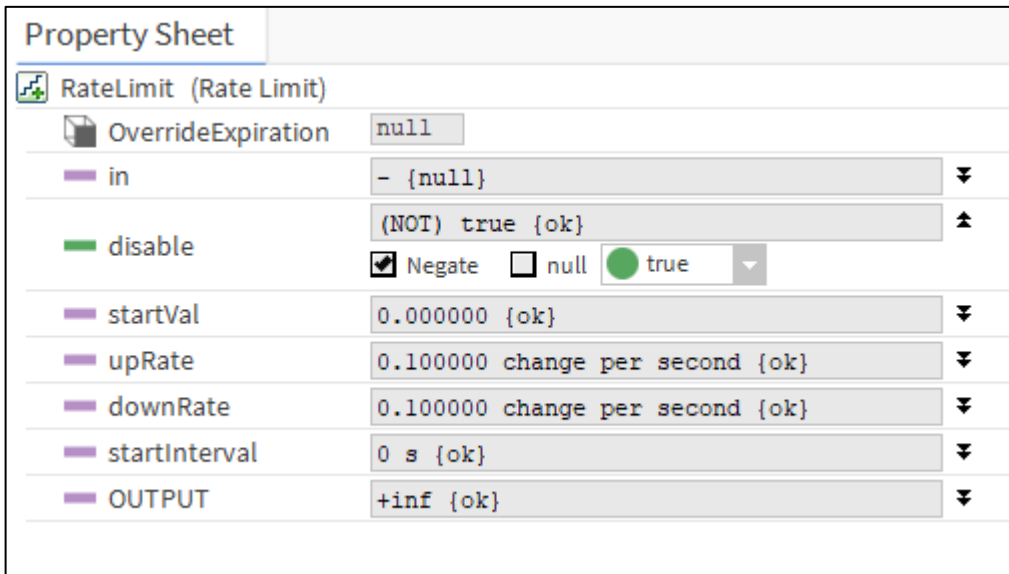 Property Sheet
RateLimit (Rate Limit)
OverrideExpiration null
in - {null}
disable (NOT) true {ok}
Negate null true
startVal 0.000000 {ok}
upRate 0.100000 change per second {ok}
downRate 0.100000 change per second {ok}
startInterval 0 s {ok}
OUTPUT +inf {ok}